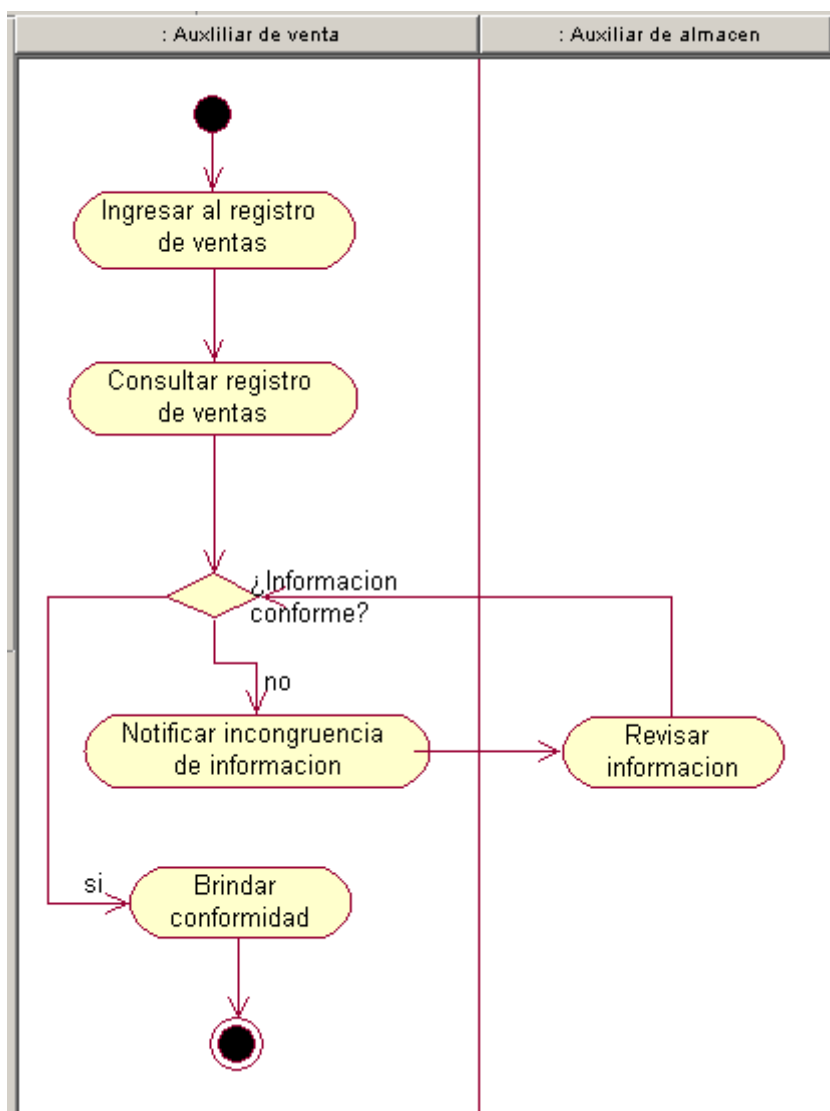 : Auxliliar de venta
: Auxiliar de almacen
Ingresar al registro
de ventas
Consultar registro
de ventas
¿Informacion
conforme?
no
Notificar incongruencia
de informacion
Revisar
informacion
si
Brindar
conformidad